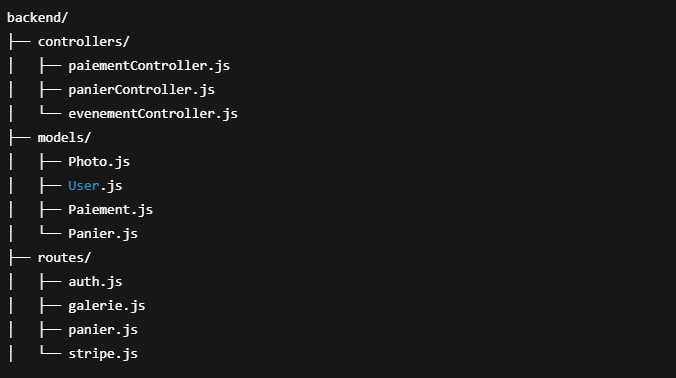 backend/
├── controllers/
│   ├── paiementController.js
│   ├── panierController.js
│   └── evenementController.js
├── models/
│   ├── Photo.js
│   ├── User.js
│   ├── Paiement.js
│   └── Panier.js
├── routes/
│   ├── auth.js
│   ├── galerie.js
│   ├── panier.js
│   └── stripe.js